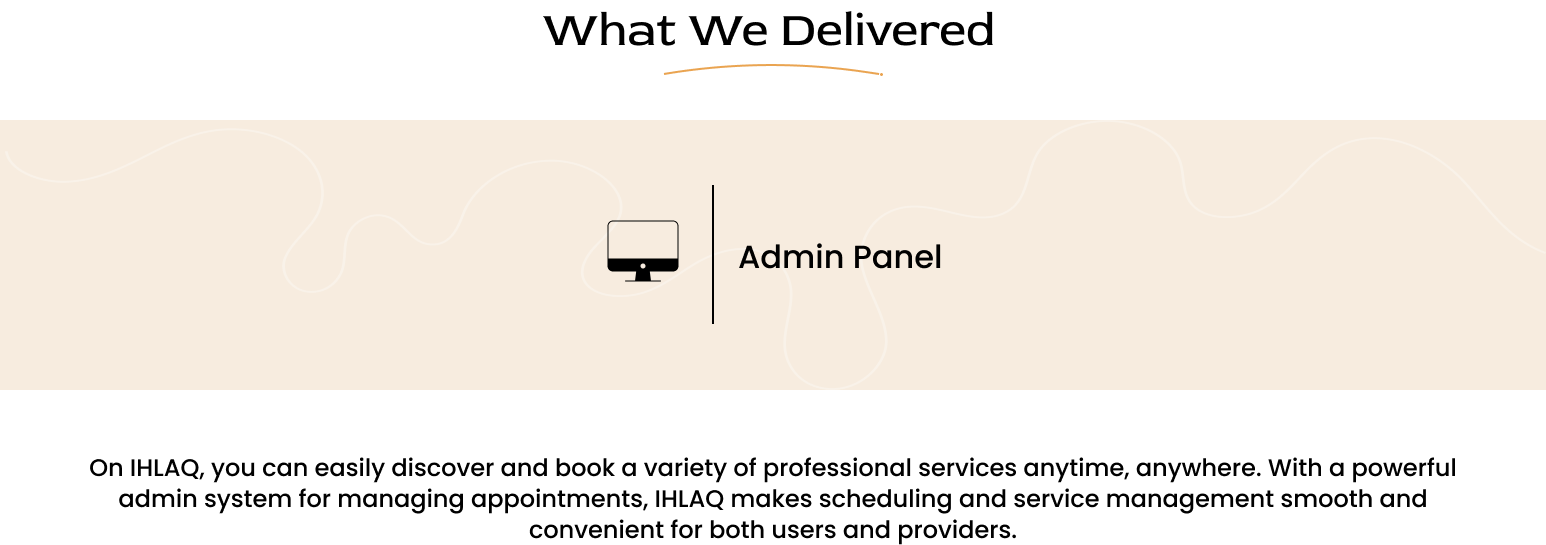 What We Delivered
Admin Panel
On IHLAQ, you can easily discover and book a variety of professional services anytime, anywhere. With a powerful
admin system for managing appointments, IHLAQ makes scheduling and service management smooth and
convenient for both users and providers.